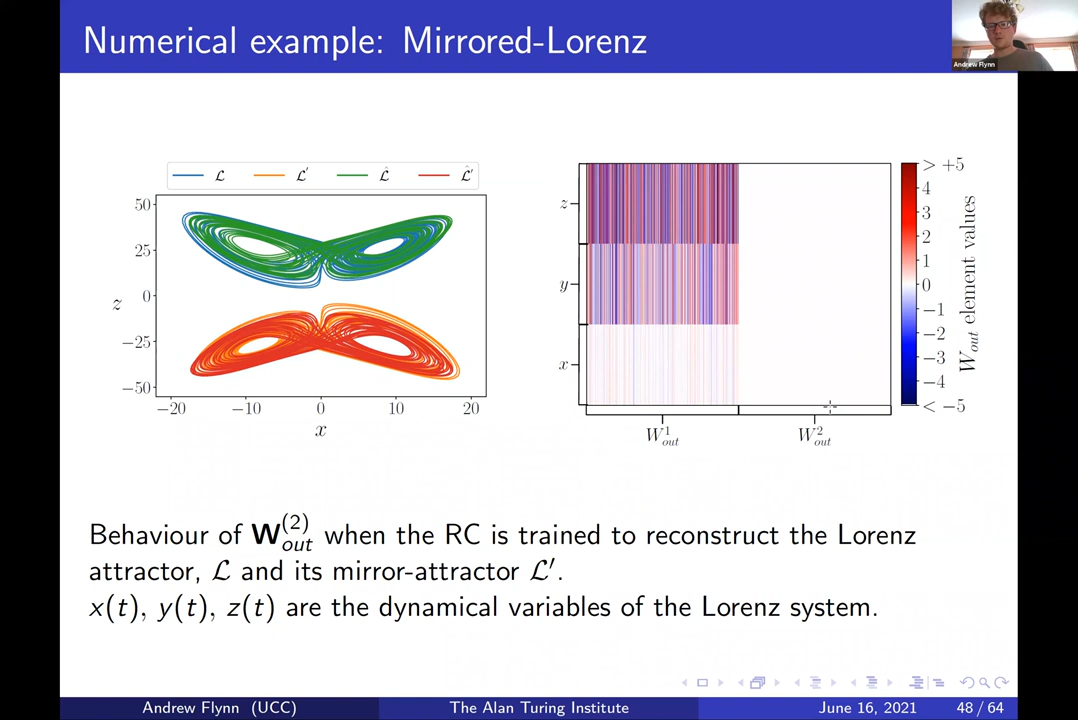 Numerical example: Mirrored-Lorenz
Andrew Flynn
ℒ ℒ′ ℒ̂ ℒ̂′
50
25
0
−25
−50
z
−20 −10 0 10 20
x
z
y
x
W¹out W²out
> +5
4
3
2
1
0
−1
−2
−3
−4
< −5
Wout element values
Behaviour of W(2)out when the RC is trained to reconstruct the Lorenz
attractor, ℒ and its mirror-attractor ℒ′.
x(t), y(t), z(t) are the dynamical variables of the Lorenz system.
Andrew Flynn (UCC) The Alan Turing Institute June 16, 2021 48 / 64